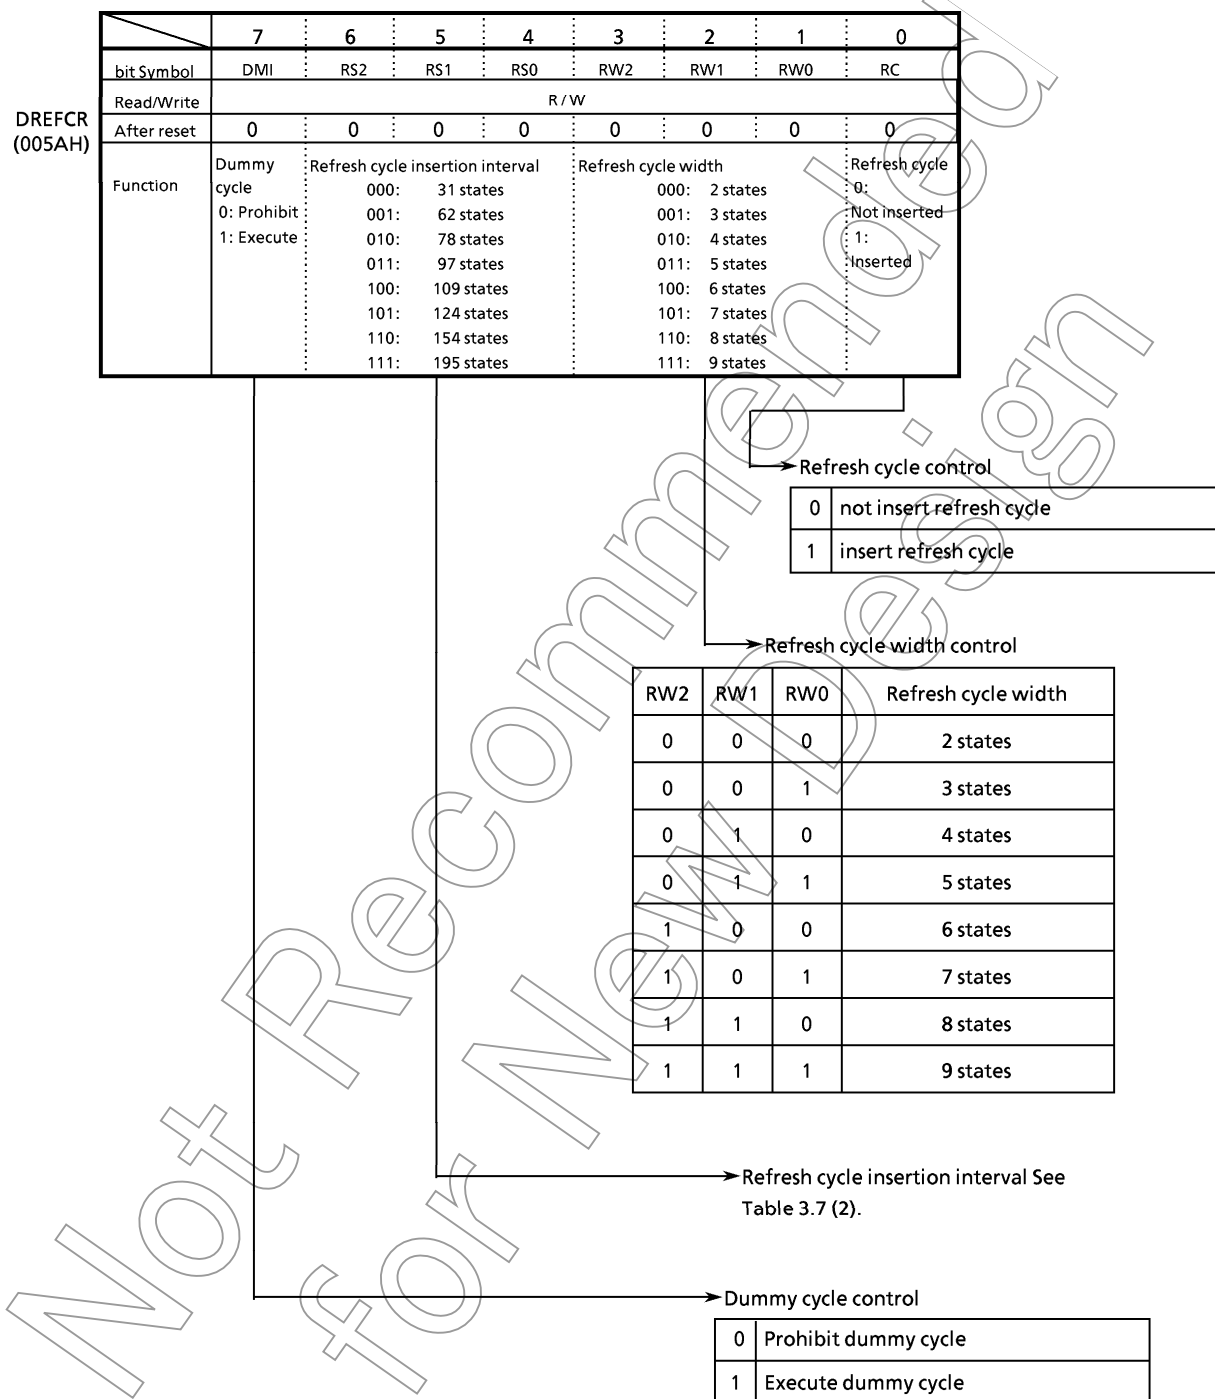 7 6 5 4 3 2 1 0
bit Symbol DMI RS2 RS1 RS0 RW2 RW1 RW0 RC
Read/Write R / W
DREFCR
(005AH)
After reset 0 0 0 0 0 0 0 0
Function
Dummy
cycle
0: Prohibit
1: Execute
Refresh cycle insertion interval
000: 31 states
001: 62 states
010: 78 states
011: 97 states
100: 109 states
101: 124 states
110: 154 states
111: 195 states
Refresh cycle width
000: 2 states
001: 3 states
010: 4 states
011: 5 states
100: 6 states
101: 7 states
110: 8 states
111: 9 states
Refresh cycle
0:
Not inserted
1:
Inserted
Refresh cycle control
0 not insert refresh cycle
1 insert refresh cycle
Refresh cycle width control
RW2 RW1 RW0 Refresh cycle width
0 0 0 2 states
0 0 1 3 states
0 1 0 4 states
0 1 1 5 states
1 0 0 6 states
1 0 1 7 states
1 1 0 8 states
1 1 1 9 states
Refresh cycle insertion interval See
Table 3.7 (2).
Dummy cycle control
0 Prohibit dummy cycle
1 Execute dummy cycle
Not Recommended
for New Design